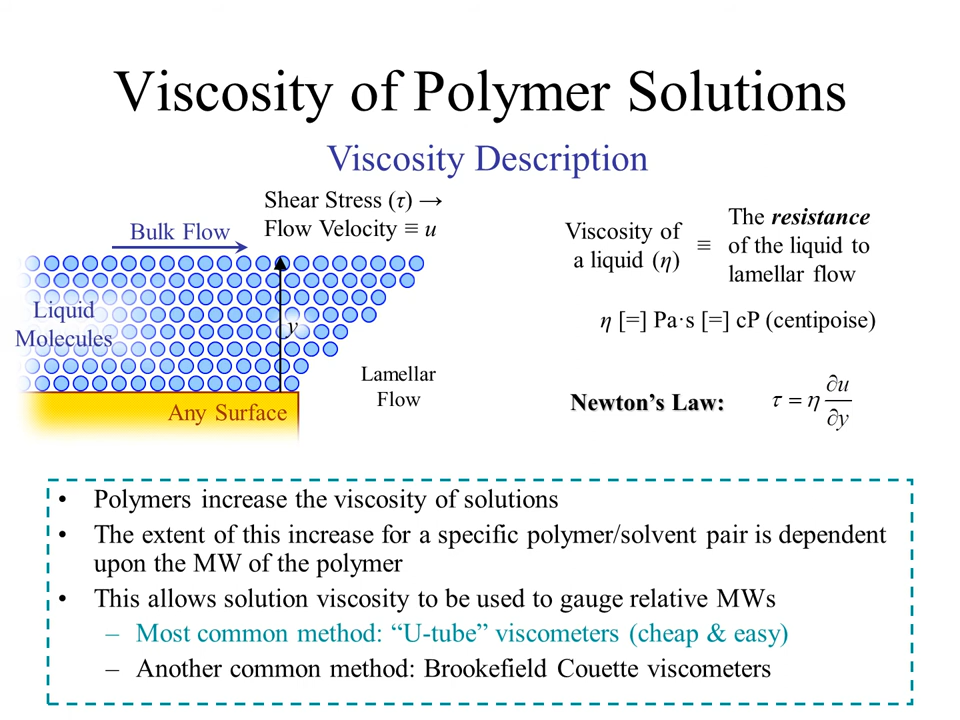 Viscosity of Polymer Solutions
Viscosity Description
Shear Stress (τ) →
Flow Velocity ≡ u
Bulk Flow
Liquid
Molecules
y
Lamellar
Flow
Any Surface
Viscosity of
a liquid (η)
≡
The resistance
of the liquid to
lamellar flow
η [=] Pa·s [=] cP (centipoise)
Newton's Law:
τ = η ∂u/∂y
• Polymers increase the viscosity of solutions
• The extent of this increase for a specific polymer/solvent pair is dependent
upon the MW of the polymer
• This allows solution viscosity to be used to gauge relative MWs
– Most common method: “U-tube” viscometers (cheap & easy)
– Another common method: Brookefield Couette viscometers